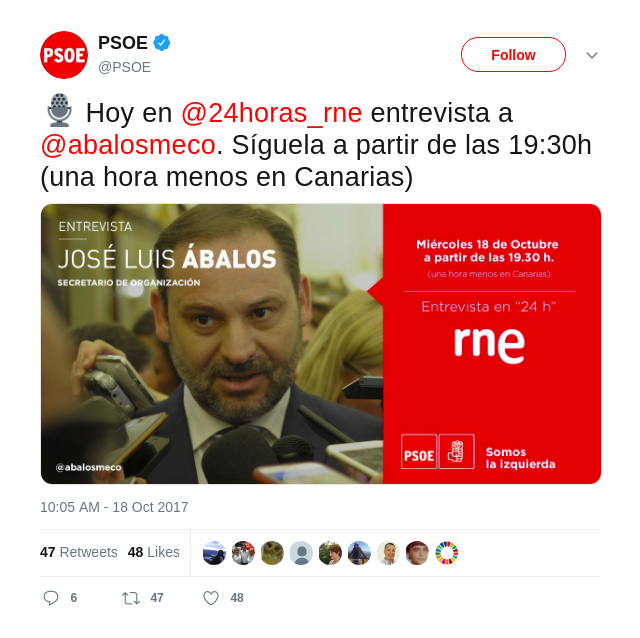 PSOE
PSOE
@PSOE
Follow
Hoy en @24horas_rne entrevista a
@abalosmeco. Síguela a partir de las 19:30h
(una hora menos en Canarias)
ENTREVISTA
JOSÉ LUIS ÁBALOS
SECRETARIO DE ORGANIZACIÓN
@abalosmeco
Miércoles 18 de Octubre
a partir de las 19.30 h.
(una hora menos en Canarias)
Entrevista en "24 h"
rne
PSOE
Somos
la izquierda
10:05 AM - 18 Oct 2017
47 Retweets 48 Likes
6 47 48